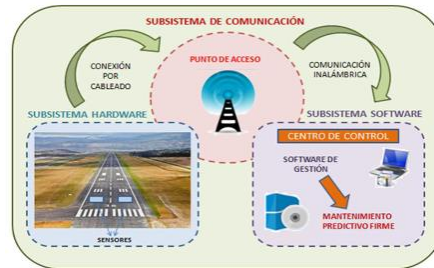 SUBSISTEMA DE COMUNICACIÓN
CONEXIÓN
POR
CABLEADO
PUNTO DE ACCESO
COMUNICACIÓN
INALÁMBRICA
SUBSISTEMA HARDWARE
SUBSISTEMA SOFTWARE
CENTRO DE CONTROL
SOFTWARE DE
GESTIÓN
MANTENIMIENTO
PREDICTIVO FIRME
SENSORES